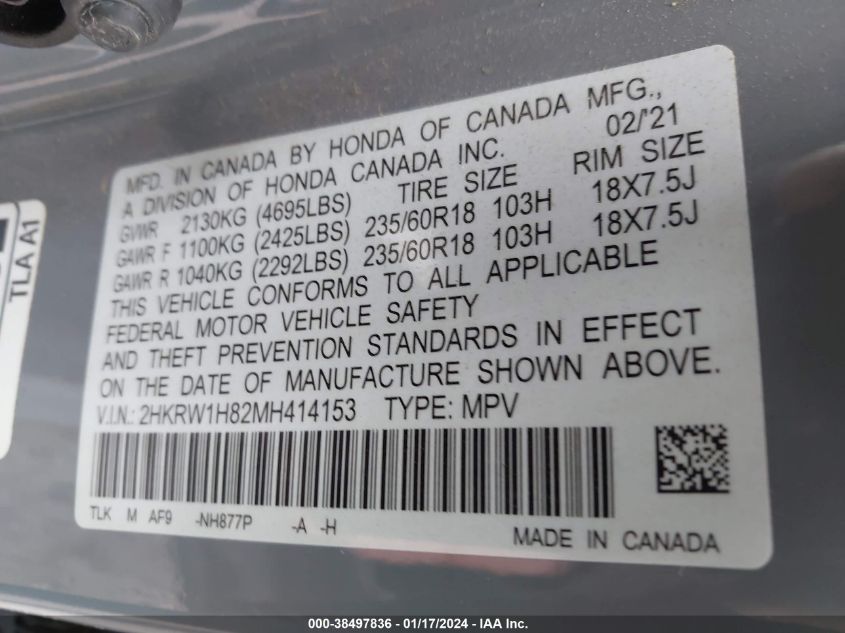 MFD. IN CANADA BY HONDA OF CANADA MFG.,
A DIVISION OF HONDA CANADA INC. 02/'21
GVWR 2130KG (4695LBS) TIRE SIZE RIM SIZE
GAWR F 1100KG (2425LBS) 235/60R18 103H 18X7.5J
GAWR R 1040KG (2292LBS) 235/60R18 103H 18X7.5J
THIS VEHICLE CONFORMS TO ALL APPLICABLE
FEDERAL MOTOR VEHICLE SAFETY
AND THEFT PREVENTION STANDARDS IN EFFECT
ON THE DATE OF MANUFACTURE SHOWN ABOVE.
V.I.N.: 2HKRW1H82MH414153 TYPE: MPV
TLK M AF9 -NH877P -A -H
MADE IN CANADA
TLA A1
000-38497836 - 01/17/2024 - IAA Inc.